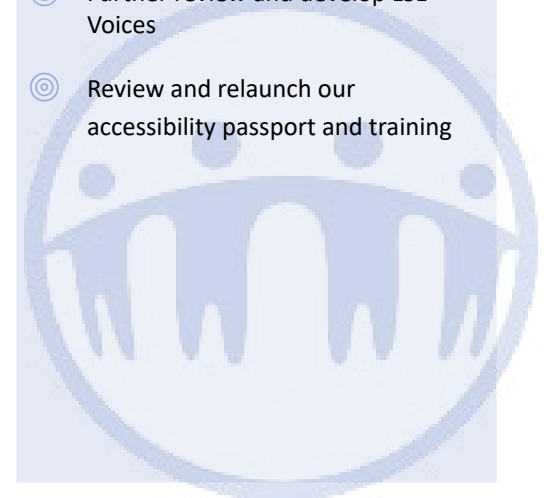 Further review and develop
Voices
Review and relaunch our
accessibility passport and training